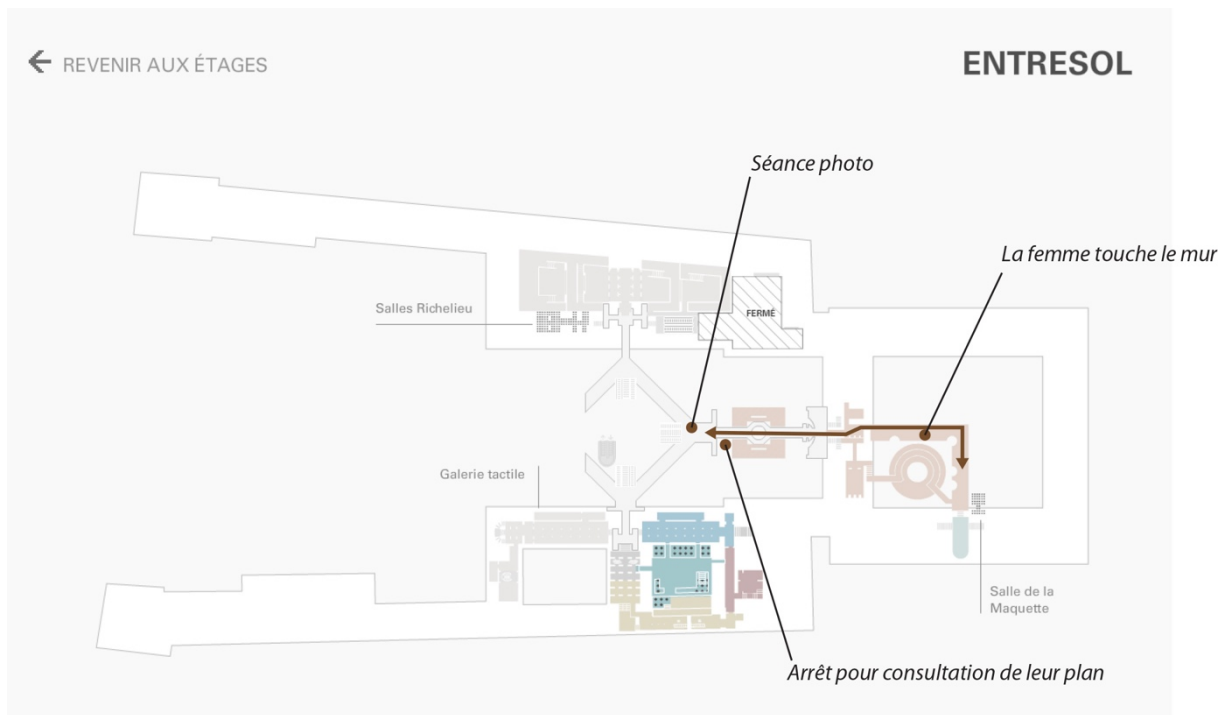 REVENIR AUX ÉTAGES
ENTRESOL
Séance photo
La femme touche le mur
Salles Richelieu
FERMÉ
Galerie tactile
Salle de la
Maquette
Arrêt pour consultation de leur plan